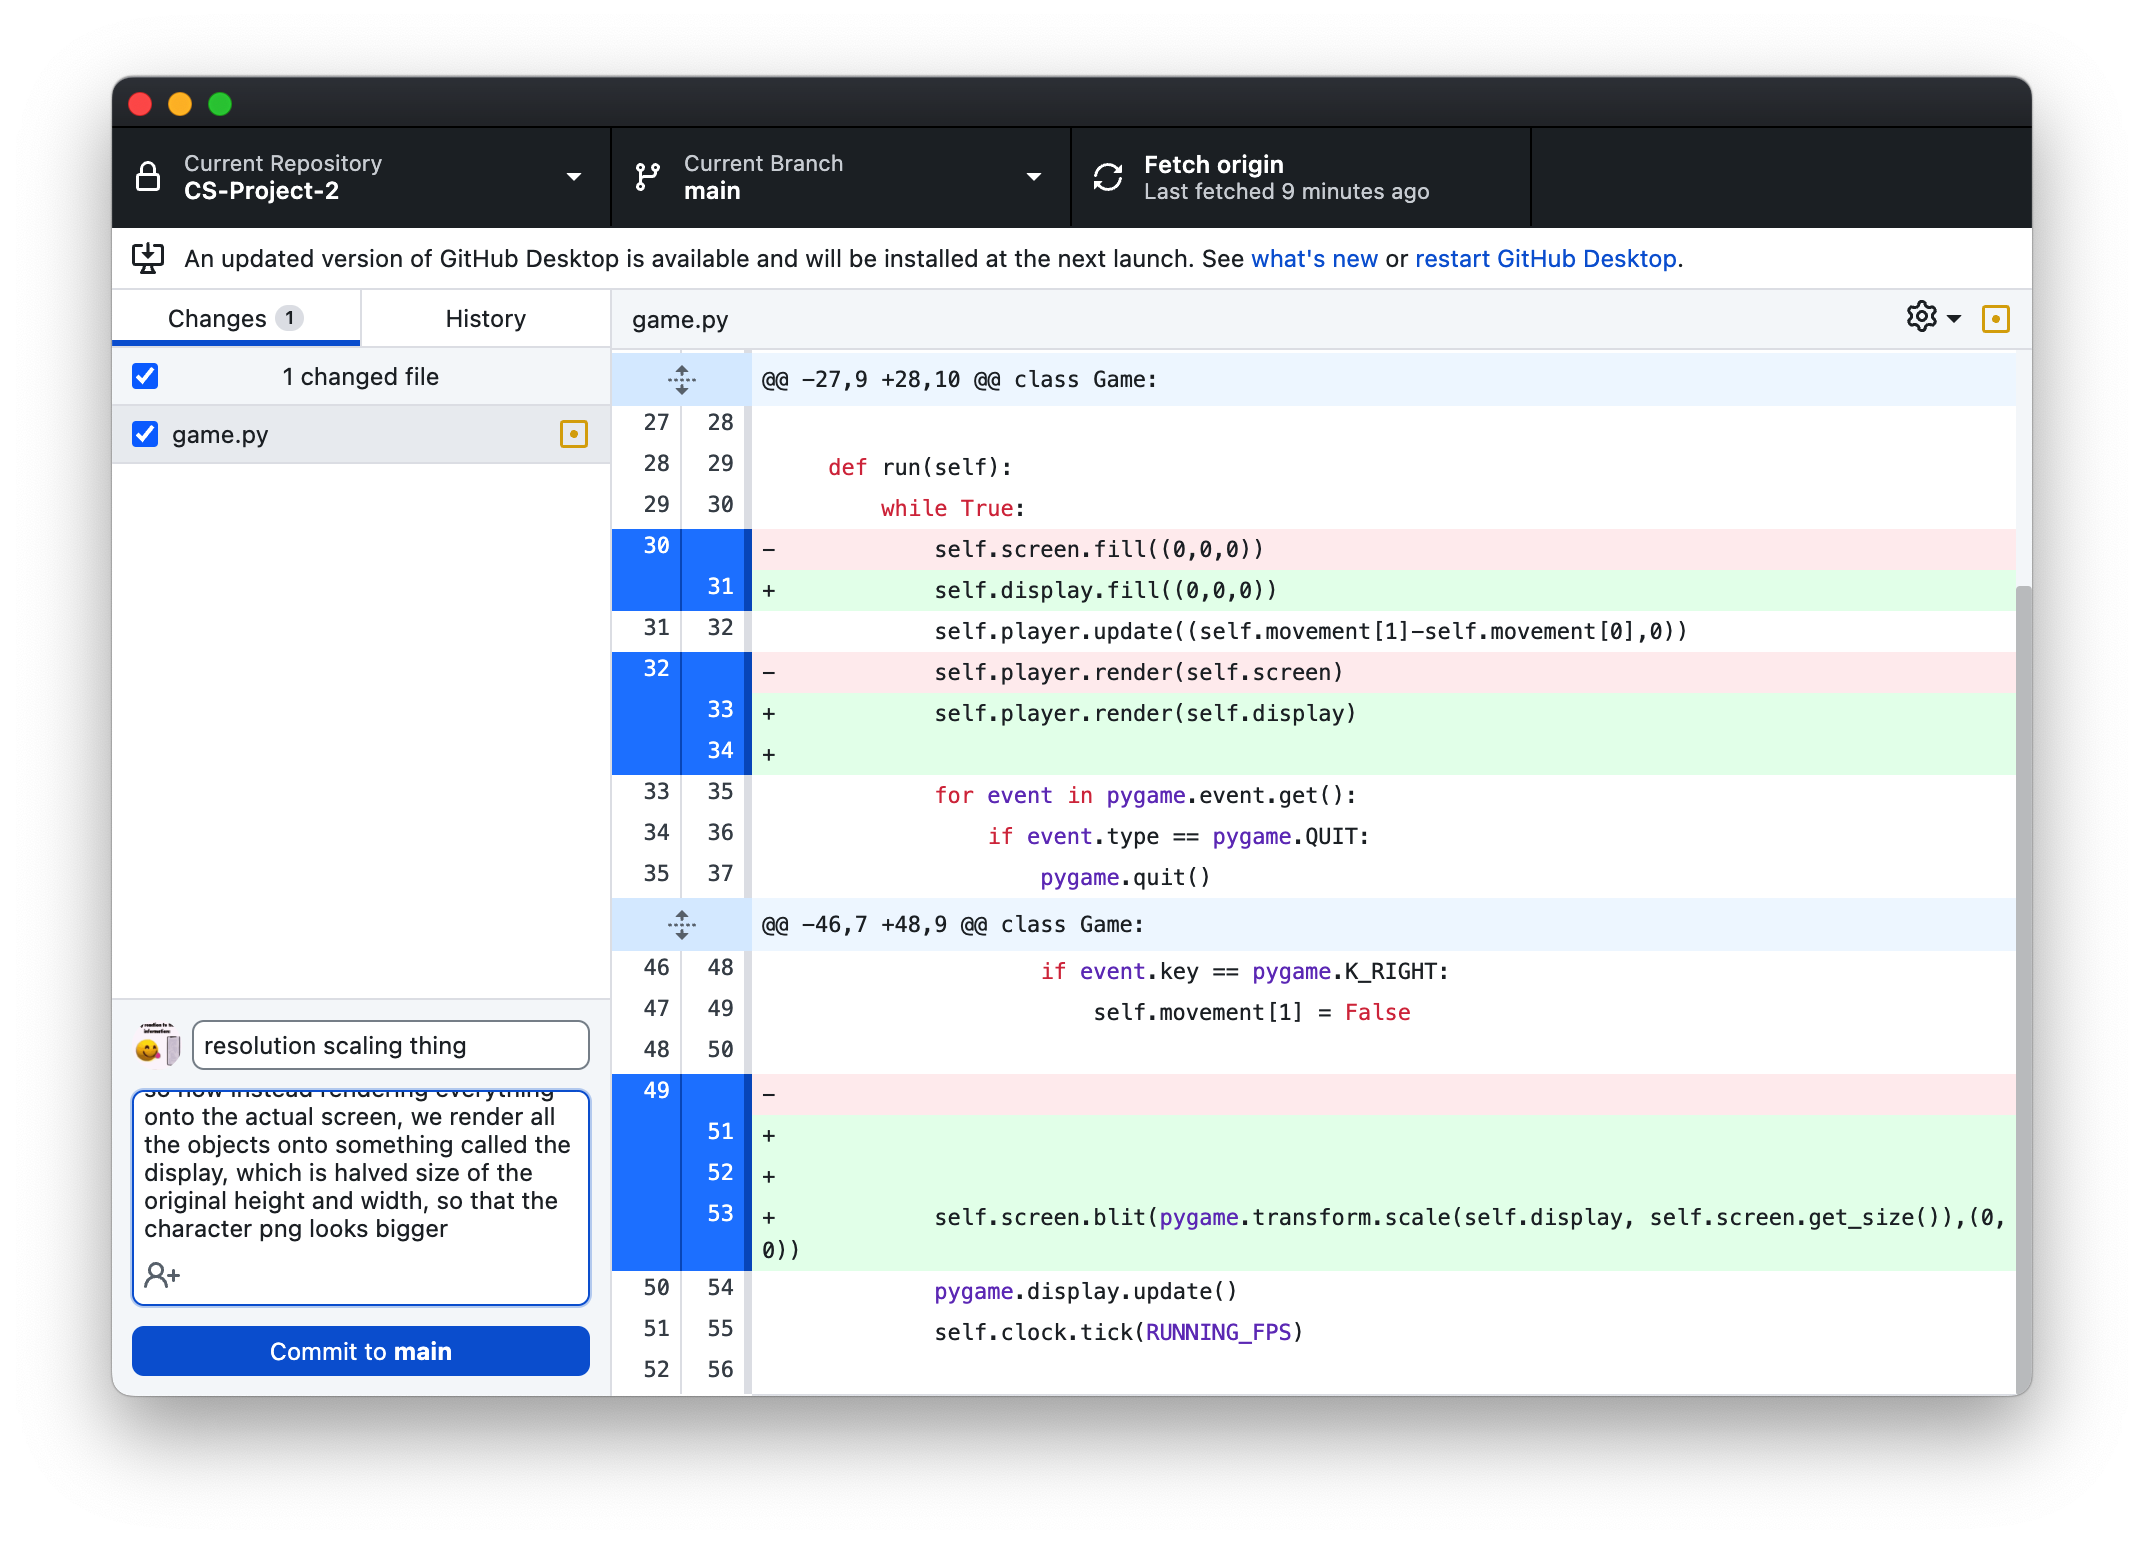 Current Repository
CS-Project-2
Current Branch
main
Fetch origin
Last fetched 9 minutes ago
An updated version of GitHub Desktop is available and will be installed at the next launch. See what's new or restart GitHub Desktop.
Changes 1
History
1 changed file
game.py
resolution scaling thing
so now instead rendering everything
onto the actual screen, we render all
the objects onto something called the
display, which is halved size of the
original height and width, so that the
character png looks bigger
Commit to main
game.py
@@ -27,9 +28,10 @@ class Game:
27 28
28 29 def run(self):
29 30 while True:
30 - self.screen.fill((0,0,0))
31 + self.display.fill((0,0,0))
31 32 self.player.update((self.movement[1]-self.movement[0],0))
32 - self.player.render(self.screen)
33 + self.player.render(self.display)
34 +
33 35 for event in pygame.event.get():
34 36 if event.type == pygame.QUIT:
35 37 pygame.quit()
@@ -46,7 +48,9 @@ class Game:
46 48 if event.key == pygame.K_RIGHT:
47 49 self.movement[1] = False
48 50
49 -
51 +
52 +
53 + self.screen.blit(pygame.transform.scale(self.display, self.screen.get_size()),(0,
0))
50 54 pygame.display.update()
51 55 self.clock.tick(RUNNING_FPS)
52 56